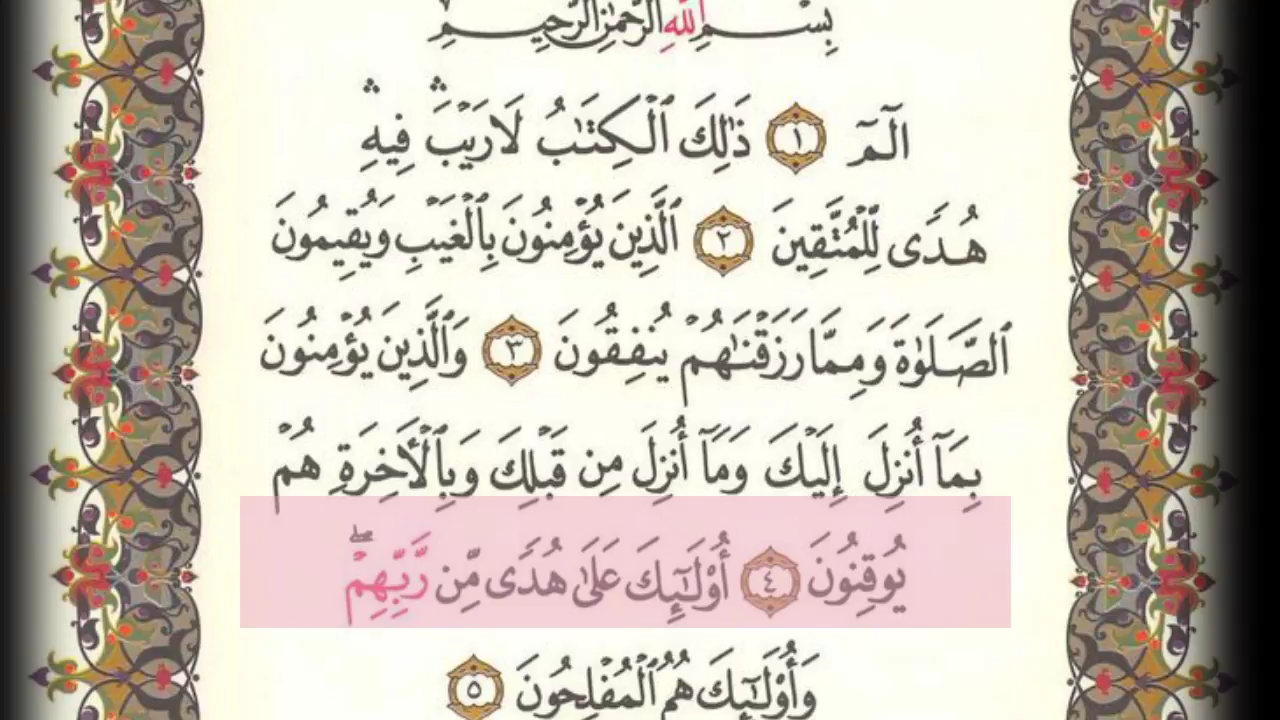 بِسْمِ ٱللَّهِ ٱلرَّحْمَٰنِ ٱلرَّحِيمِ
الٓمٓ ١ ذَٰلِكَ ٱلْكِتَٰبُ لَا رَيْبَ ۛ فِيهِ ۛ
هُدًى لِّلْمُتَّقِينَ ٢ ٱلَّذِينَ يُؤْمِنُونَ بِٱلْغَيْبِ وَيُقِيمُونَ
ٱلصَّلَوٰةَ وَمِمَّا رَزَقْنَٰهُمْ يُنفِقُونَ ٣ وَٱلَّذِينَ يُؤْمِنُونَ
بِمَآ أُنزِلَ إِلَيْكَ وَمَآ أُنزِلَ مِن قَبْلِكَ وَبِٱلْأَخِرَةِ هُمْ
يُوقِنُونَ ٤ أُو۟لَٰٓئِكَ عَلَىٰ هُدًى مِّن رَّبِّهِمْ ۖ
وَأُو۟لَٰٓئِكَ هُمُ ٱلْمُفْلِحُونَ ٥